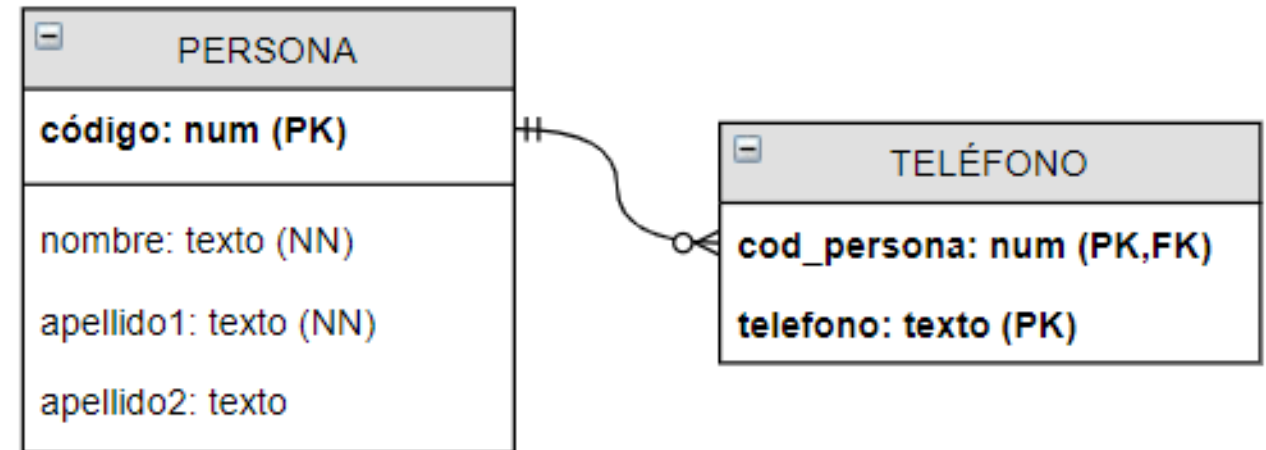 PERSONA
código: num (PK)
nombre: texto (NN)
apellido1: texto (NN)
apellido2: texto
TELÉFONO
cod_persona: num (PK,FK)
telefono: texto (PK)